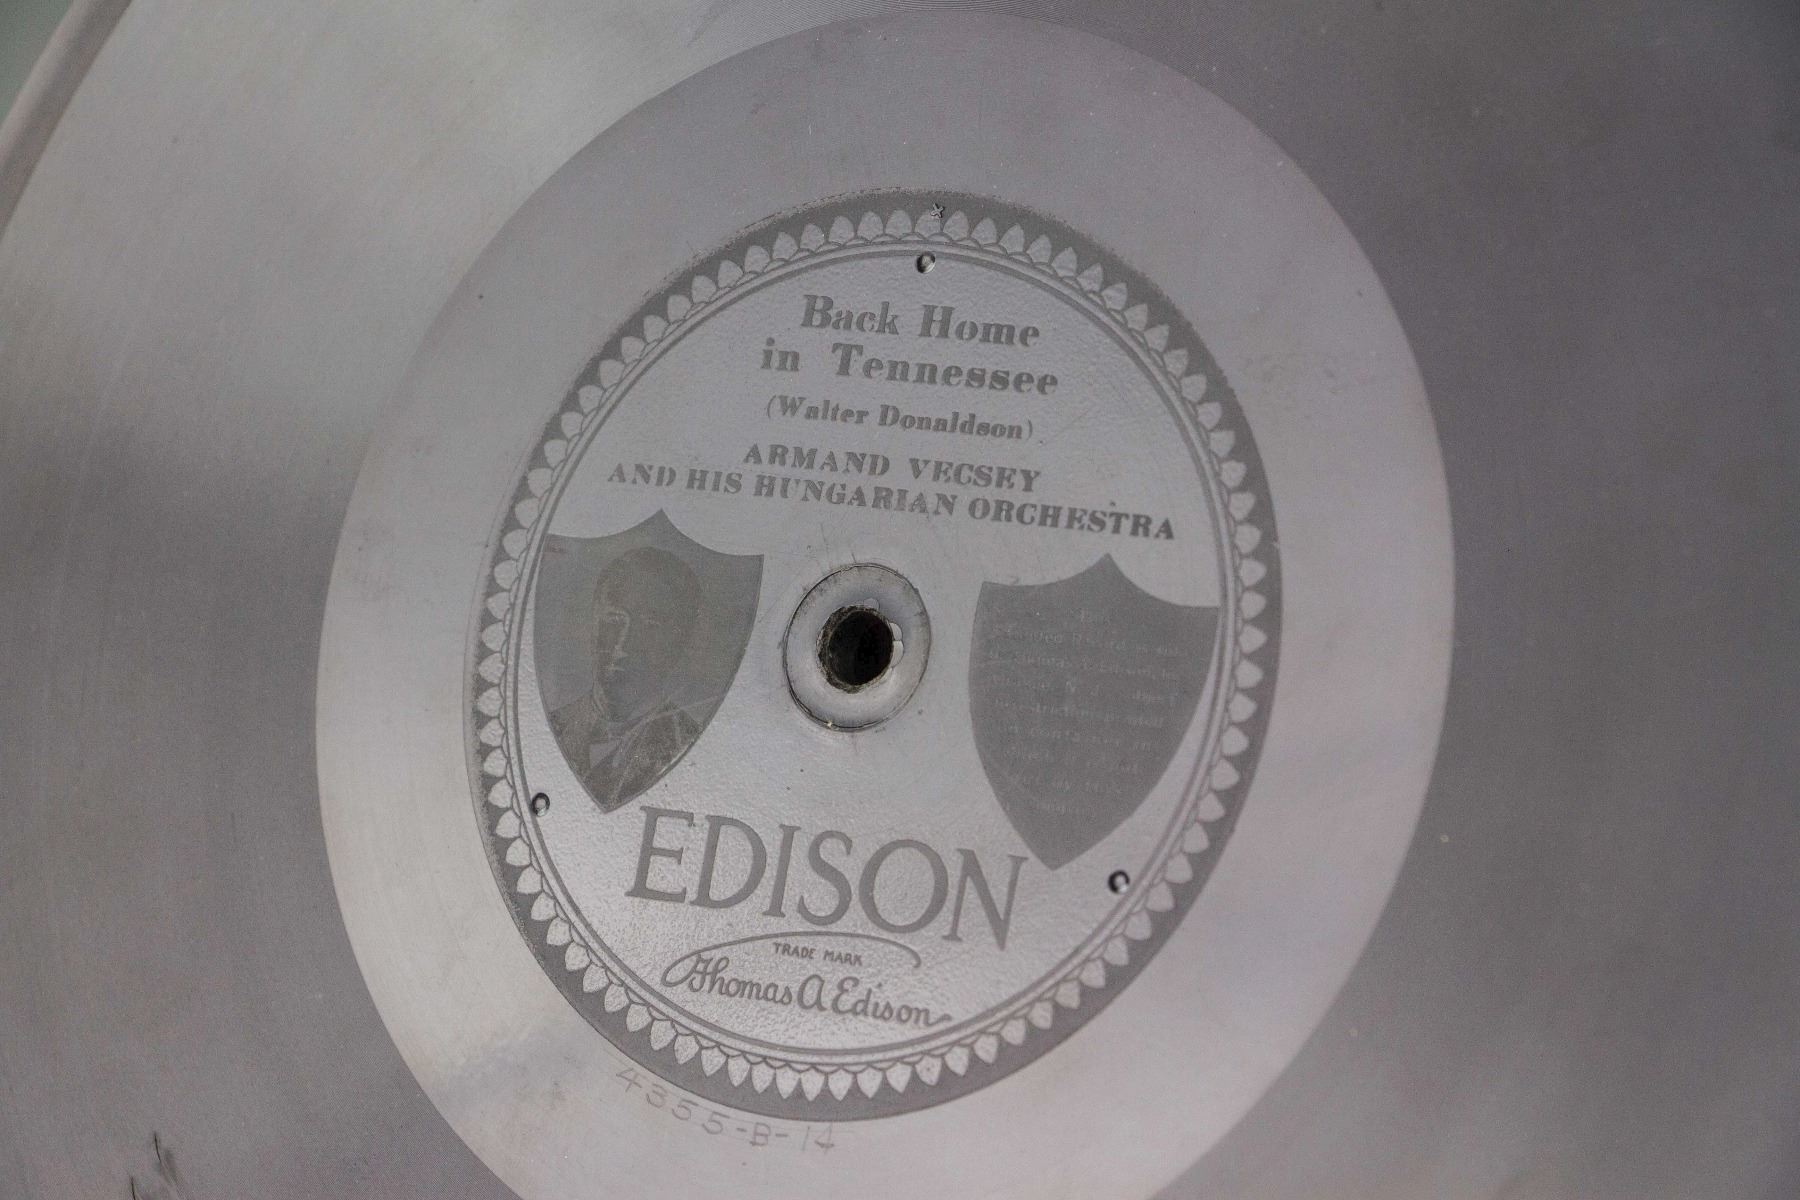 Back Home
in Tennessee
(Walter Donaldson)
ARMAND VECSEY
AND HIS HUNGARIAN ORCHESTRA
EDISON
TRADE MARK
Thomas A Edison
4355-B-14